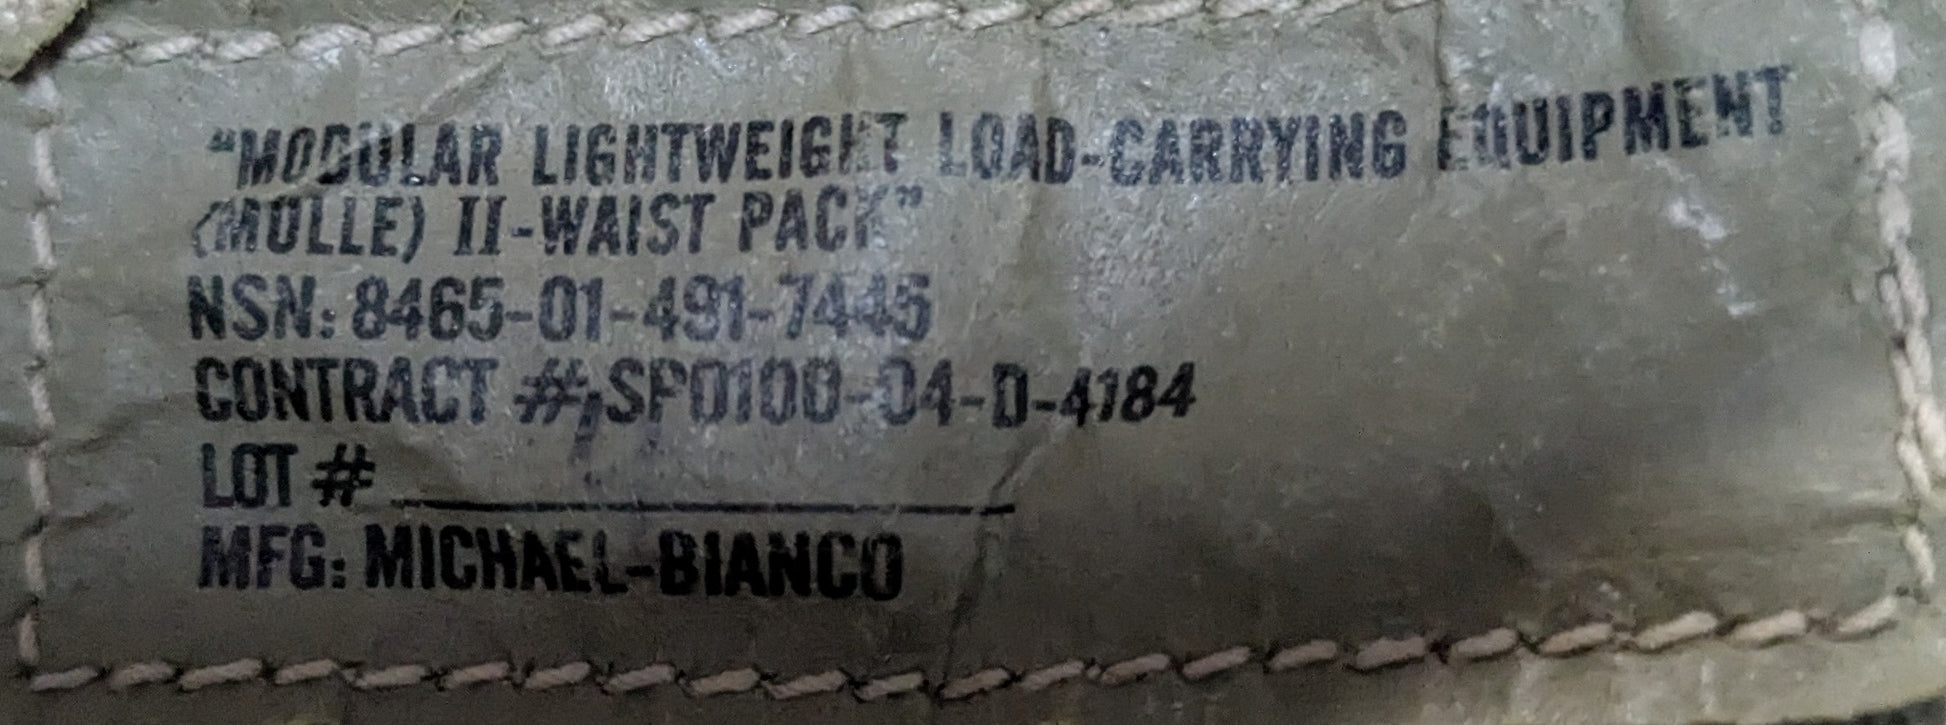 "MODULAR LIGHTWEIGHT LOAD-CARRYING EQUIPMENT
(MOLLE) II-WAIST PACK"
NSN: 8465-01-491-7445
CONTRACT #: SP0100-04-D-4184
LOT #
MFG: MICHAEL-BIANCO